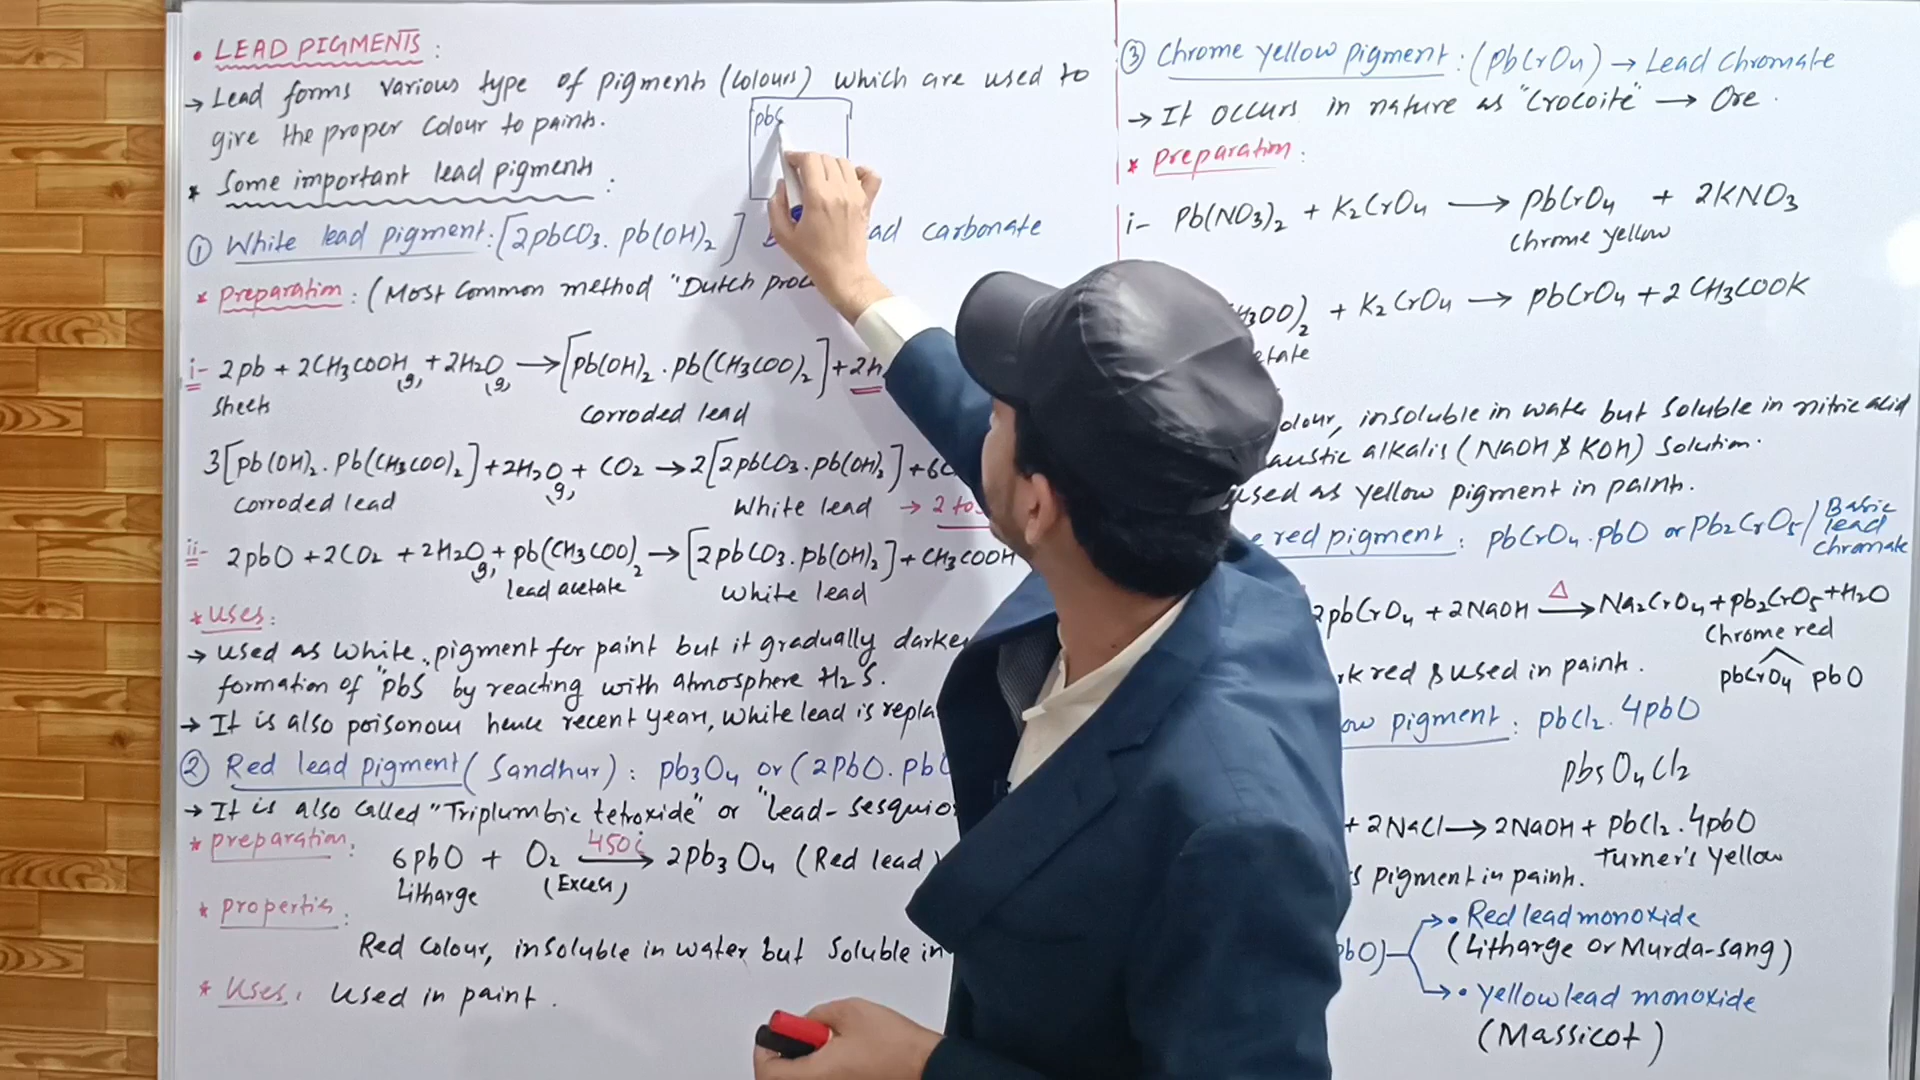 • LEAD PIGMENTS :
→ Lead forms various type of pigments (Colours) which are used to
give the proper Colour to paints.
pbS
* Some important lead pigments :
① White lead pigment : [2pbCO3 . pb(OH)2] ad carbonate
* Preparation : (Most Common method "Dutch proc
i- 2pb + 2CH3COOH(g) + 2H2O(g) → [pb(OH)2 . pb(CH3COO)2] + 2H
Sheets
Corroded lead
3[pb(OH)2 . Pb(CH3COO)2] + 2H2O(g) + CO2 → 2[2pbCO3 . pb(OH)2] + 6C
Corroded lead White lead → 2 to
ii- 2pbO + 2CO2 + 2H2O(g) + pb(CH3COO)2 → [2pbCO3 . pb(OH)2] + CH3COOH
lead acetate White lead
* Uses :
→ used as white pigment for paint but it gradually darke
formation of "pbS by reacting with atmosphere H2S.
→ It is also poisonous hence recent years, white lead is repla
② Red lead pigment (Sandhur) : pb3O4 or (2PbO . pb
→ It is also Called "Triplumbic tetroxide" or "lead-sesquio
* preparation :
6pbO + O2 450c → 2pb3O4 (Red lead)
Litharge (Excess)
* properties :
Red Colour, insoluble in water but Soluble in
* Uses : Used in paint.
③ Chrome yellow pigment : (pbCrO4) → Lead Chromate
→ It occurs in nature as "Crocoite" → Ore .
* preparation :
i- Pb(NO3)2 + K2CrO4 → PbCrO4 + 2KNO3
Chrome yellow
H3OO)2 + K2CrO4 → pbCrO4 + 2CH3COOK
etate
olour, insoluble in water but Soluble in nitric acid
austic alkalis (NaOH & KOH) Solution.
used as yellow pigment in paints.
e red pigment : pbCrO4 . pbO or Pb2CrO5 / Basic lead chromate
2pbCrO4 + 2NaOH △ → Na2CrO4 + pb2CrO5 + H2O
Chrome red
rk red & used in paints.
pbCrO4 pbO
ow pigment : pbCl2 . 4pbO
pb5O4Cl2
+ 2NaCl → 2NaOH + pbCl2 . 4pbO
Turner's yellow
s pigment in paints.
bO) → • Red lead monoxide
(Litharge or Murda-sang)
→ • yellow lead monoxide
(Massicot)